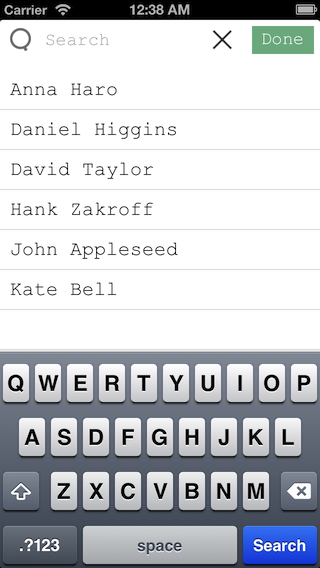 Carrier 12:38 AM
Search Done
Anna Haro
Daniel Higgins
David Taylor
Hank Zakroff
John Appleseed
Kate Bell
Q W E R T Y U I O P
A S D F G H J K L
Z X C V B N M
.?123 space Search